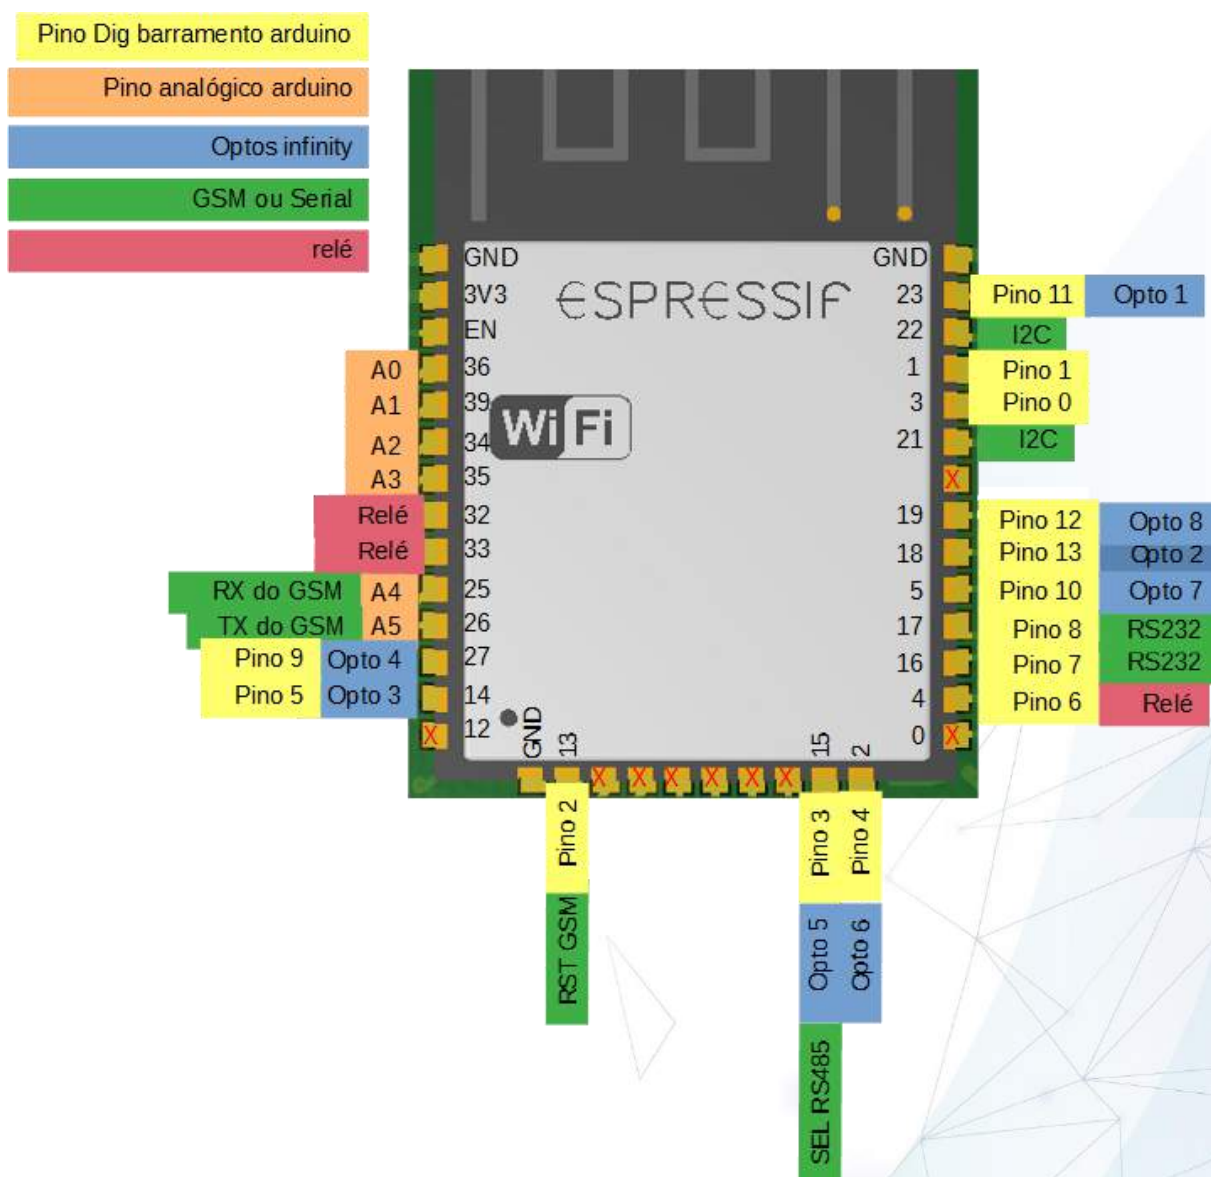 Pino Dig barramento arduino
Pino analógico arduino
Optos infinity
GSM ou Serial
relé
GND GND
3V3 ESPRESSIF 23 Pino 11 Opto 1
EN 22 I2C
A0 36 1 Pino 1
A1 39 3 Pino 0
WiFi
A2 34 21 I2C
A3 35 X
Relé 32 19 Pino 12 Opto 8
Relé 33 18 Pino 13 Opto 2
RX do GSM A4 25 5 Pino 10 Opto 7
TX do GSM A5 26 17 Pino 8 RS232
Pino 9 Opto 4 27 16 Pino 7 RS232
Pino 5 Opto 3 14 4 Pino 6 Relé
X 12 0 X
GND 13 15 2
X X X X X X
Pino 2 Pino 3 Pino 4
RST GSM Opto 5 Opto 6
SEL RS485